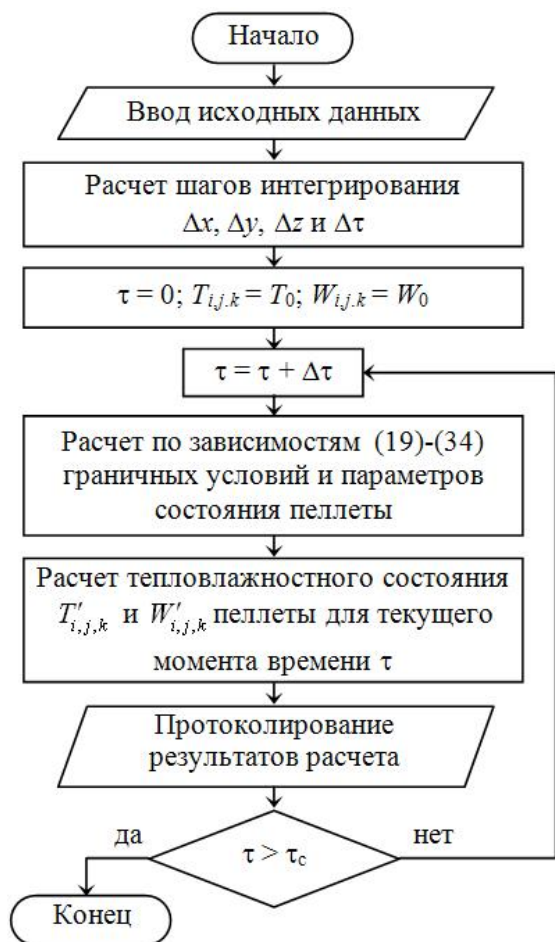 Начало
Ввод исходных данных
Расчет шагов интегрирования
Δx, Δy, Δz и Δτ
τ = 0; T_{i,j.k} = T_0; W_{i,j.k} = W_0
τ = τ + Δτ
Расчет по зависимостям (19)-(34)
граничных условий и параметров
состояния пеллеты
Расчет тепловлажностного состояния
T'_{i,j,k} и W'_{i,j,k} пеллеты для текущего
момента времени τ
Протоколирование
результатов расчета
да
нет
τ > τ_c
Конец